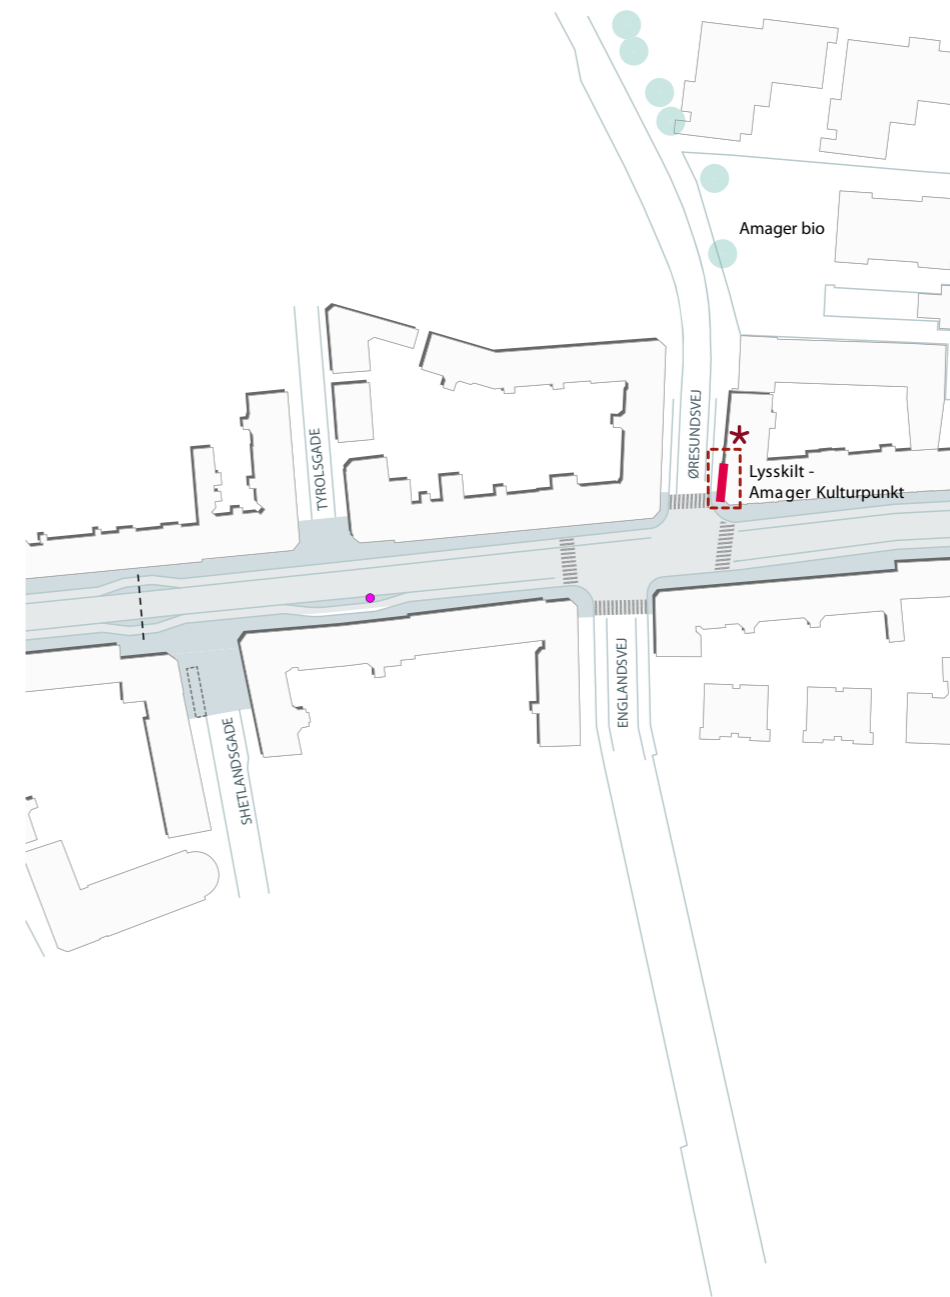 Amager bio
ØRESUNDSVEJ
TYROLSGADE
Lysskilt -
Amager Kulturpunkt
ENGLANDSVEJ
SHETLANDSGADE